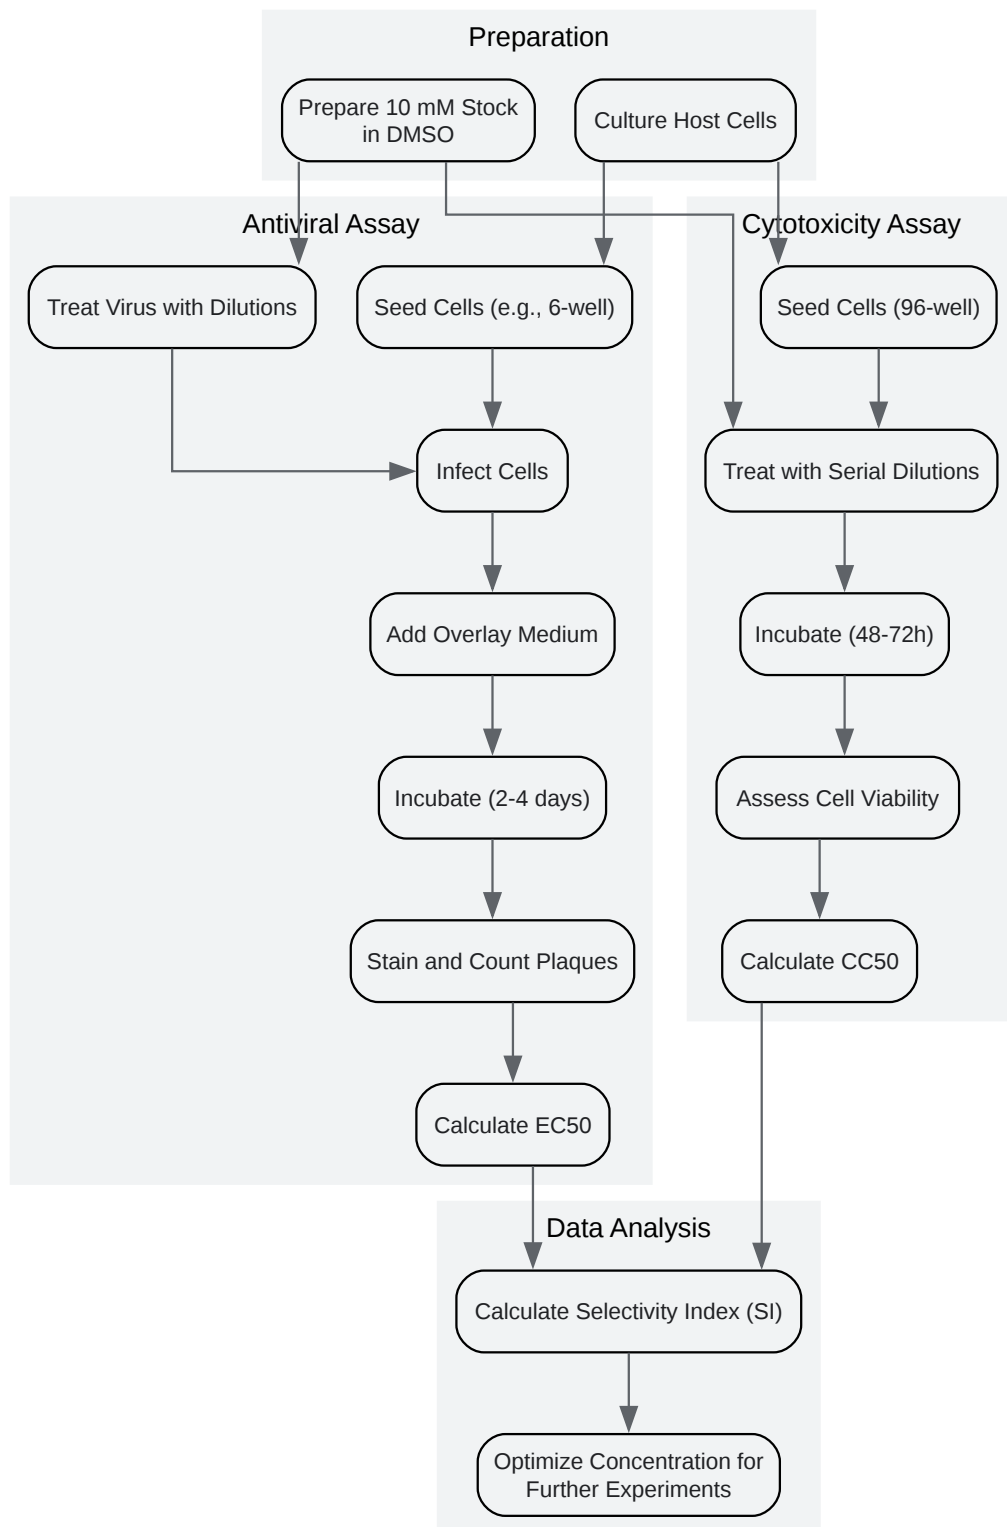 Preparation
Prepare 10 mM Stock
in DMSO
Culture Host Cells
Antiviral Assay
Cytotoxicity Assay
Treat Virus with Dilutions
Seed Cells (e.g., 6-well)
Seed Cells (96-well)
Infect Cells
Treat with Serial Dilutions
Add Overlay Medium
Incubate (48-72h)
Incubate (2-4 days)
Assess Cell Viability
Stain and Count Plaques
Calculate CC50
Calculate EC50
Data Analysis
Calculate Selectivity Index (SI)
Optimize Concentration for
Further Experiments